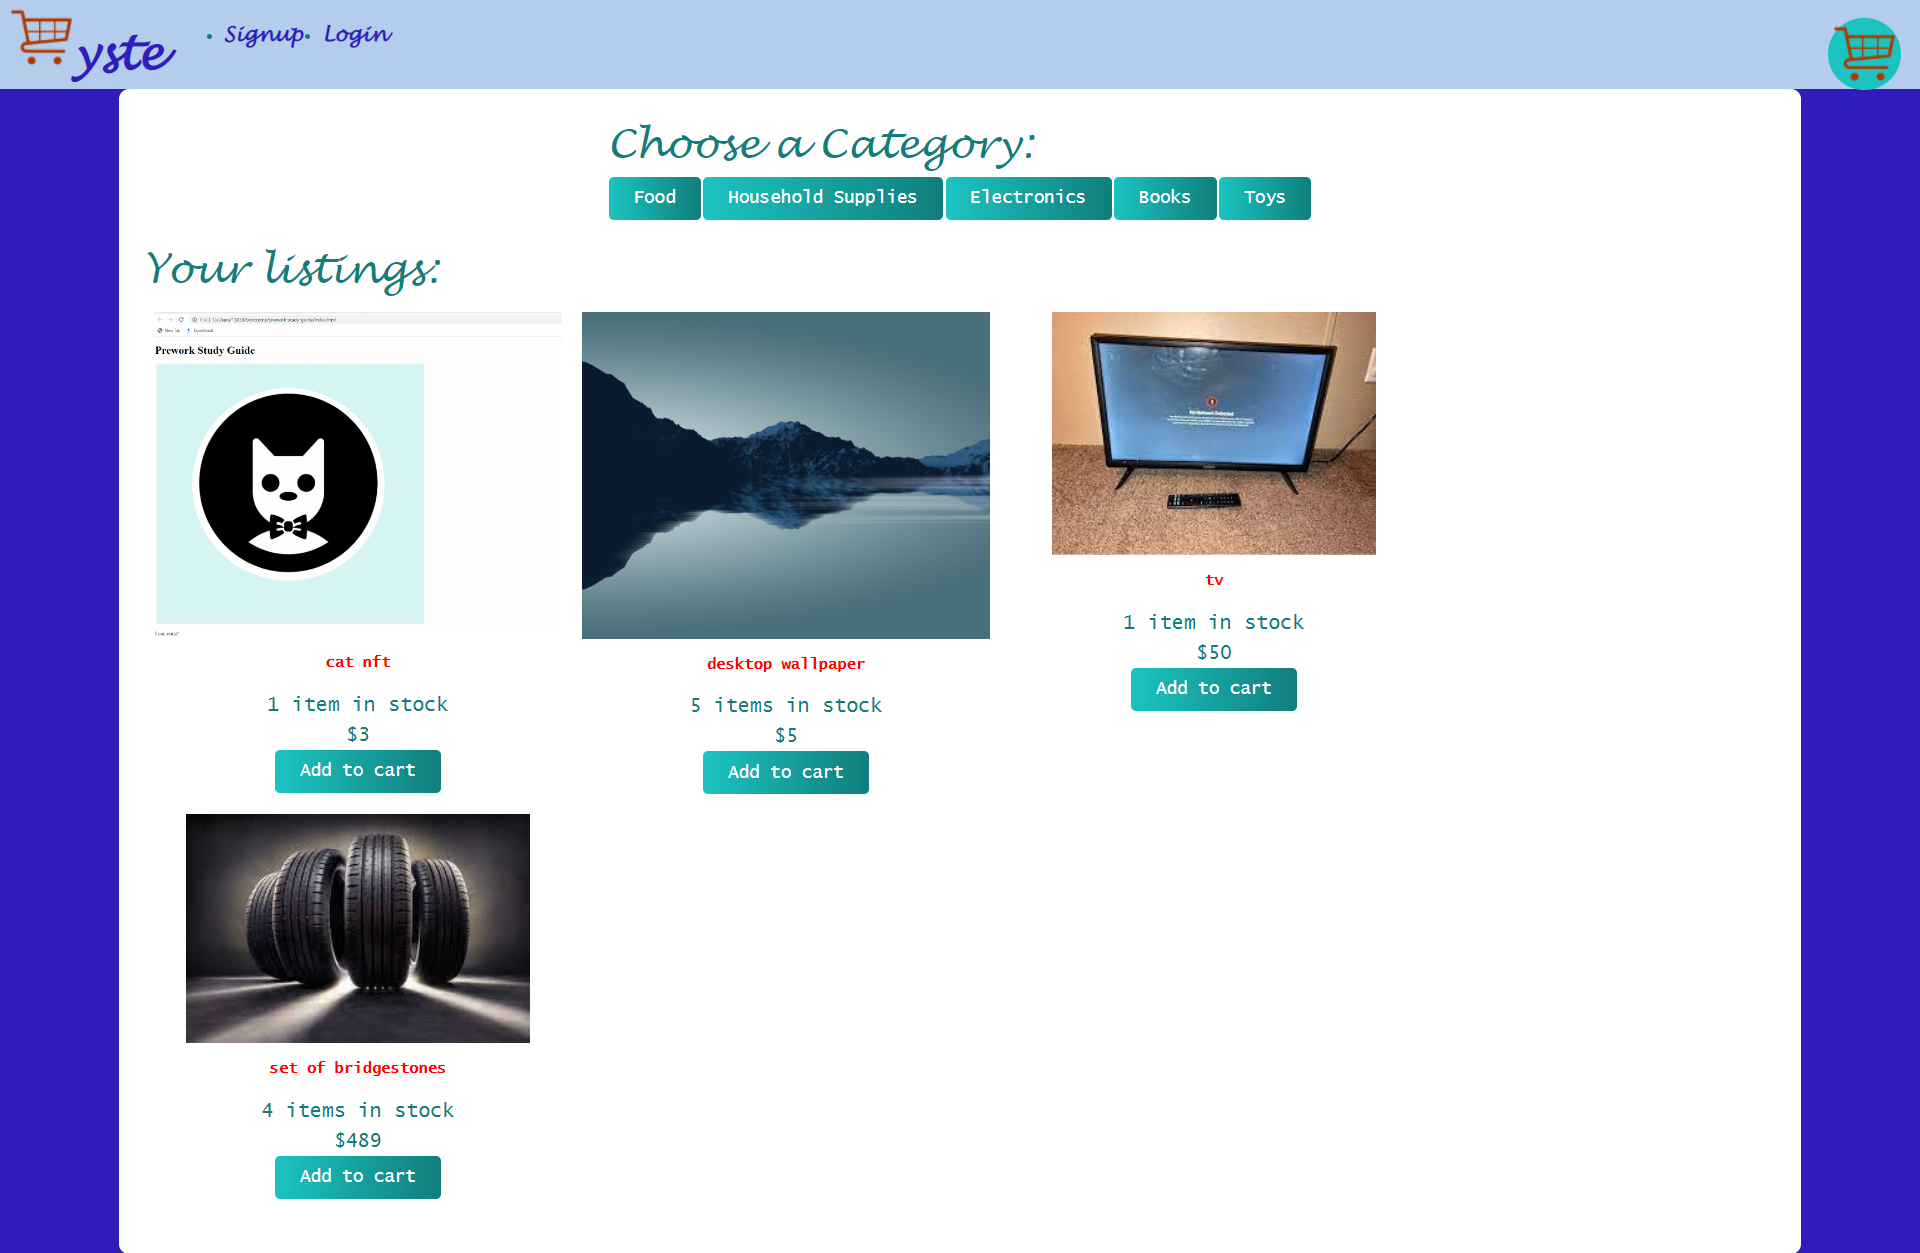 yste
Signup
Login
Choose a Category:
Food
Household Supplies
Electronics
Books
Toys
Your listings:
Prework Study Guide
cat nft
1 item in stock
$3
Add to cart
desktop wallpaper
5 items in stock
$5
Add to cart
tv
1 item in stock
$50
Add to cart
set of bridgestones
4 items in stock
$489
Add to cart